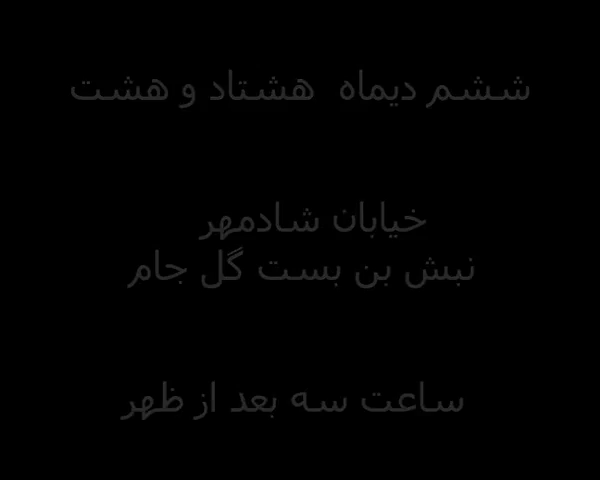 ششم دیماه هشتاد و هشت
خیابان شادمهر
نبش بن بست گل جام
ساعت سه بعد از ظهر